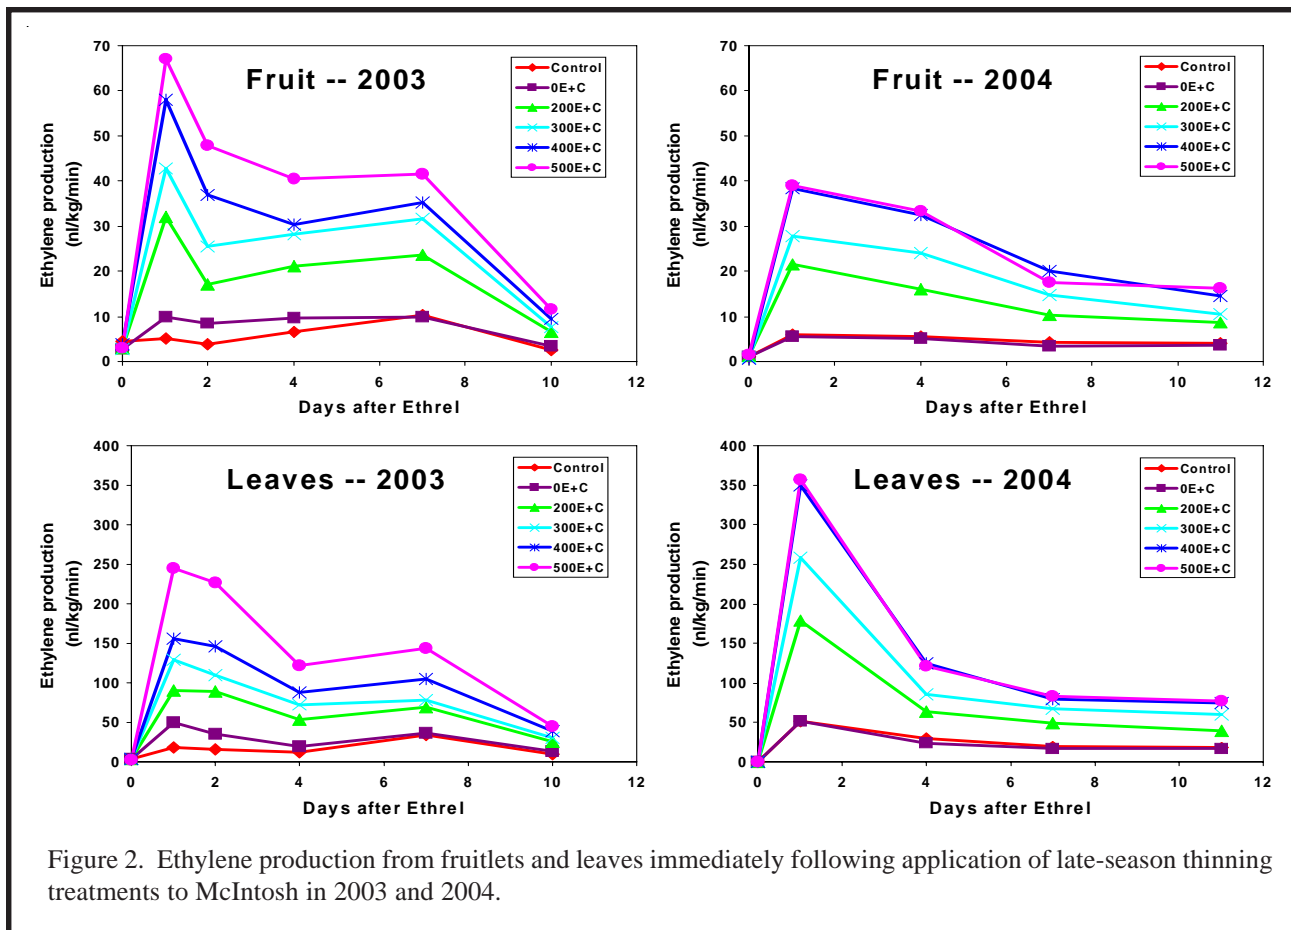 Fruit -- 2003
Ethylene production
(nl/kg/min)
70
60
50
40
30
20
10
0
0 2 4 6 8 10 12
Days after Ethrel
Control
0E+C
200E+C
300E+C
400E+C
500E+C
Fruit -- 2004
Ethylene production
(nl/kg/min)
70
60
50
40
30
20
10
0
0 2 4 6 8 10 12
Days after Ethrel
Control
0E+C
200E+C
300E+C
400E+C
500E+C
Leaves -- 2003
Ethylene production
(nl/kg/min)
400
350
300
250
200
150
100
50
0
0 2 4 6 8 10 12
Days after Ethrel
Control
0E+C
200E+C
300E+C
400E+C
500E+C
Leaves -- 2004
Ethylene production
(nl/kg/min)
400
350
300
250
200
150
100
50
0
0 2 4 6 8 10 12
Days after Ethrel
Control
0E+C
200E+C
300E+C
400E+C
500E+C
Figure 2. Ethylene production from fruitlets and leaves immediately following application of late-season thinning
treatments to McIntosh in 2003 and 2004.